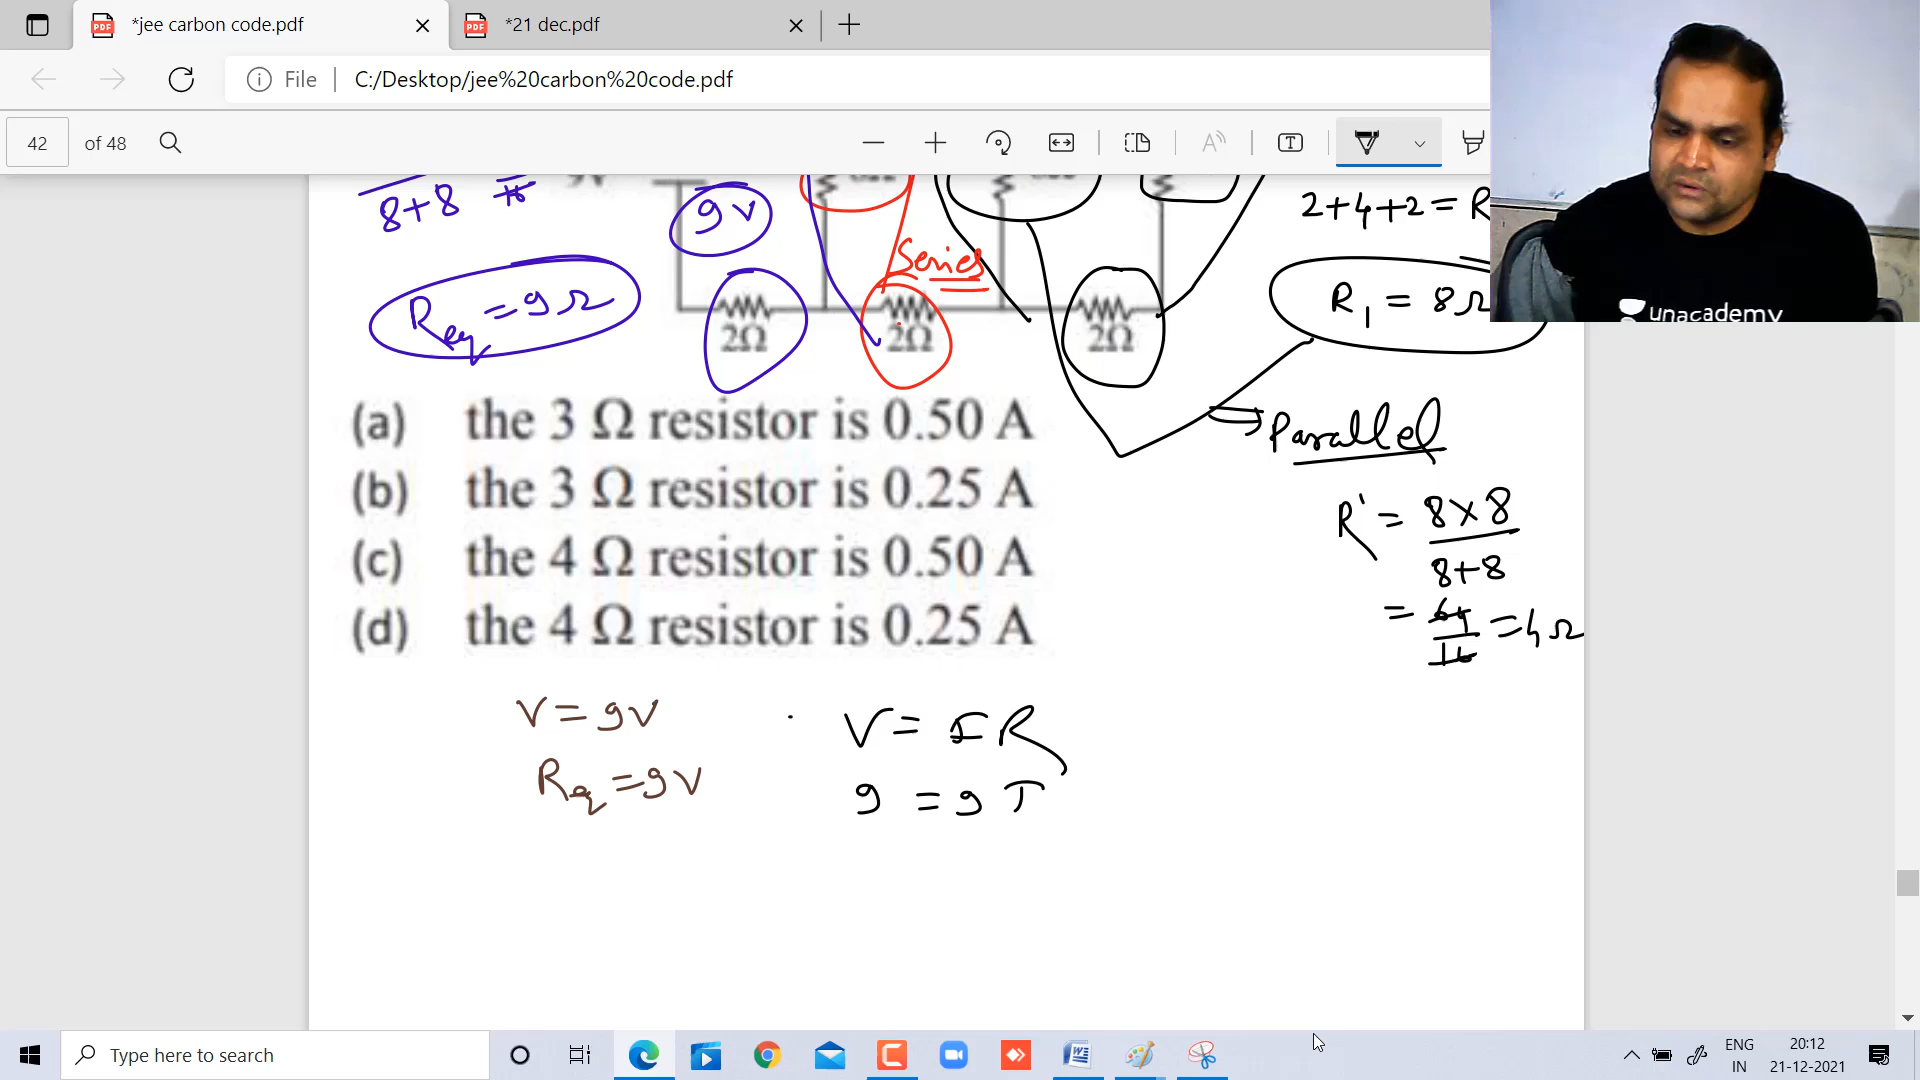 *jee carbon code.pdf
*21 dec.pdf
File
C:/Desktop/jee%20carbon%20code.pdf
42
of 48
8+8
9V
9 V
2+4+2=R
Series
Req = 9 Ω
2Ω
2Ω
2Ω
R1 = 8Ω
unacademy
(a) the 3 Ω resistor is 0.50 A
Parallel
(b) the 3 Ω resistor is 0.25 A
R' = 8×8
8+8
(c) the 4 Ω resistor is 0.50 A
(d) the 4 Ω resistor is 0.25 A
= 64
16
=4 Ω
V = 9V
V = I R
Req = 9 V
9 = 9 I
Type here to search
ENG
IN
20:12
21-12-2021